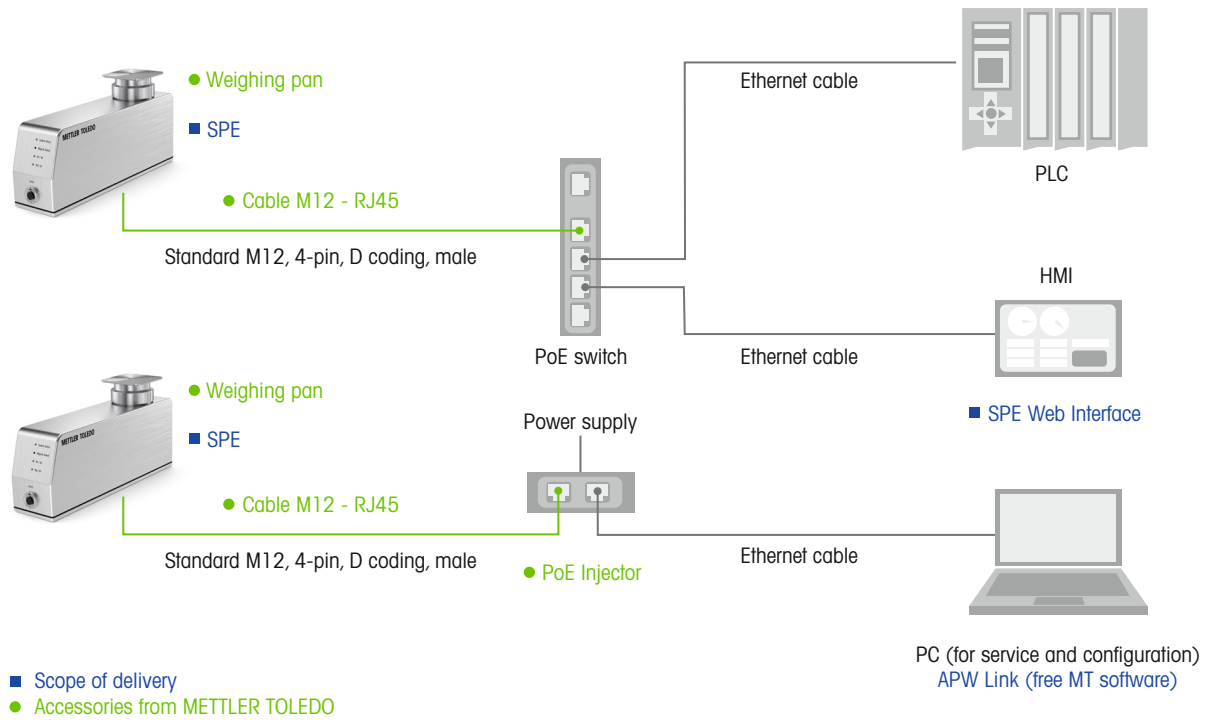 Weighing pan
SPE
METTLER TOLEDO
Cable M12 - RJ45
Standard M12, 4-pin, D coding, male
PoE switch
Ethernet cable
PLC
HMI
Ethernet cable
SPE Web Interface
Weighing pan
SPE
METTLER TOLEDO
Cable M12 - RJ45
Standard M12, 4-pin, D coding, male
Power supply
PoE Injector
Ethernet cable
PC (for service and configuration)
APW Link (free MT software)
Scope of delivery
Accessories from METTLER TOLEDO